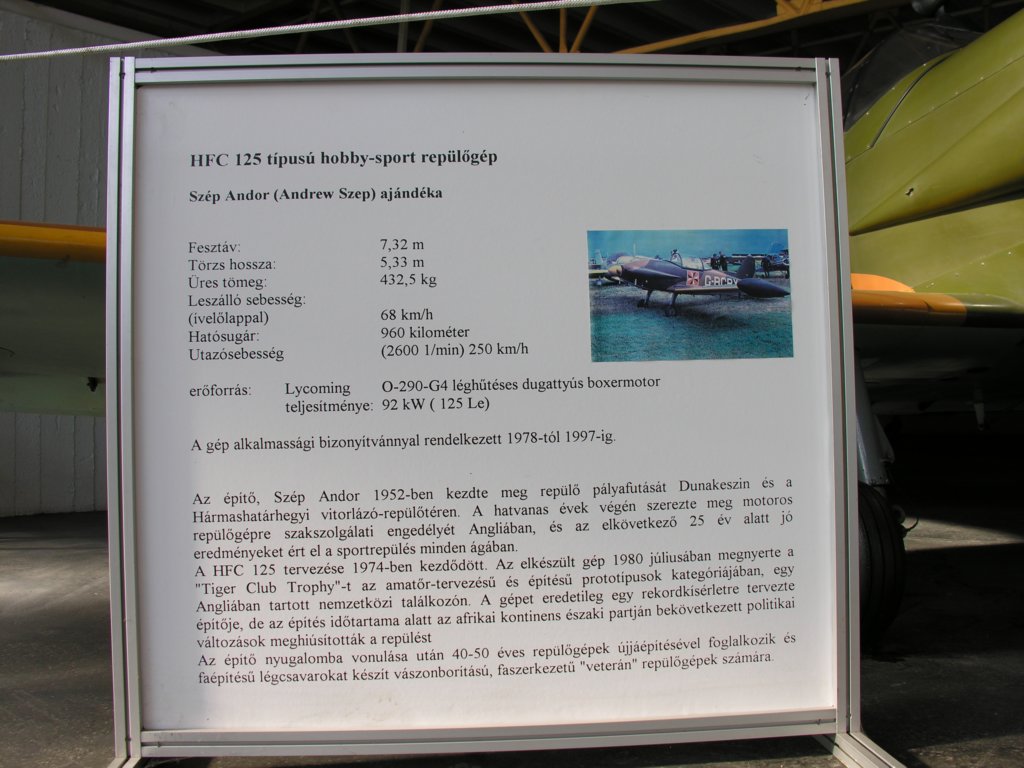 HFC 125 típusú hobby-sport repülőgép
Szép Andor (Andrew Szep) ajándéka
Fesztáv: 7,32 m
Törzs hossza: 5,33 m
Üres tömeg: 432,5 kg
Leszálló sebesség:
(ívelőlappal) 68 km/h
Hatósugár: 960 kilométer
Utazósebesség (2600 1/min) 250 km/h
erőforrás: Lycoming O-290-G4 léghűtéses dugattyús boxermotor
teljesítménye: 92 kW ( 125 Le)
A gép alkalmassági bizonyítvánnyal rendelkezett 1978-tól 1997-ig.
Az építő, Szép Andor 1952-ben kezdte meg repülő pályafutását Dunakeszin és a
Hármashatárhegyi vitorlázó-repülőtéren. A hatvanas évek végén szerezte meg motoros
repülőgépre szakszolgálati engedélyét Angliában, és az elkövetkező 25 év alatt jó
eredményeket ért el a sportrepülés minden ágában.
A HFC 125 tervezése 1974-ben kezdődött. Az elkészült gép 1980 júliusában megnyerte a
"Tiger Club Trophy"-t az amatőr-tervezésű és építésű prototípusok kategóriájában, egy
Angliában tartott nemzetközi találkozón. A gépet eredetileg egy rekordkísérletre tervezte
építője, de az építés időtartama alatt az afrikai kontinens északi partján bekövetkezett politikai
változások meghiúsították a repülést
Az építő nyugalomba vonulása után 40-50 éves repülőgépek újjáépítésével foglalkozik és
faépítésű légcsavarokat készít vászonborítású, faszerkezetű "veterán" repülőgépek számára.